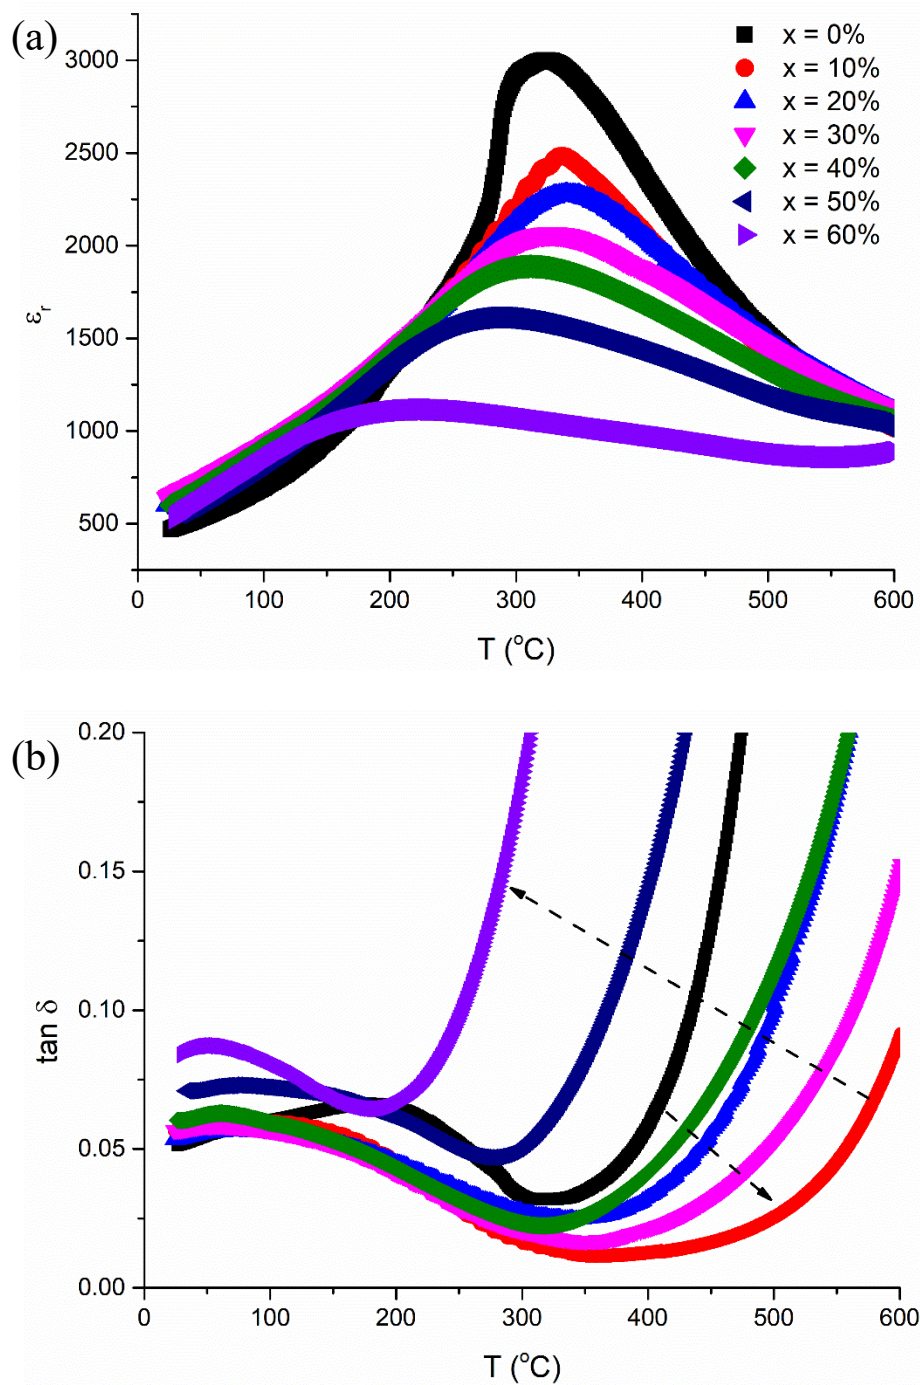 (a)
x = 0%
x = 10%
x = 20%
x = 30%
x = 40%
x = 50%
x = 60%
3000
2500
2000
1500
1000
500
εr
0 100 200 300 400 500 600
T (°C)
(b)
0.20
0.15
0.10
0.05
0.00
tan δ
0 100 200 300 400 500 600
T (°C)